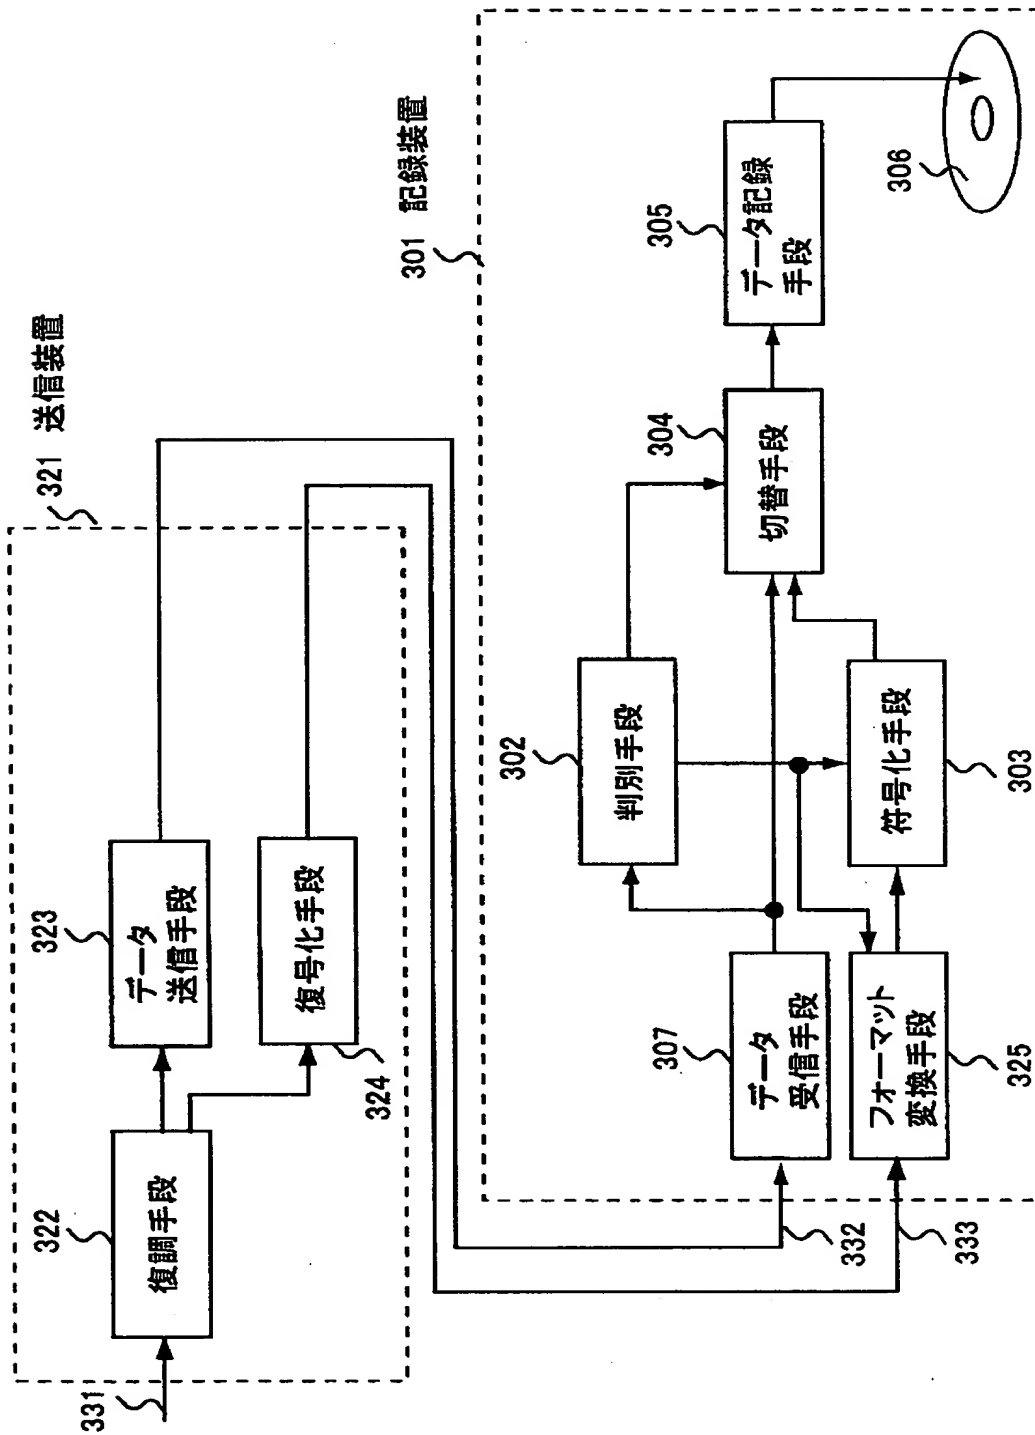 321 送信装置
331
322
復調手段
323
データ
送信手段
324
復号化手段
301 記録装置
332
333
307
データ
受信手段
325
フォーマット
変換手段
302
判別手段
303
符号化手段
304
切替手段
305
データ記録
手段
306